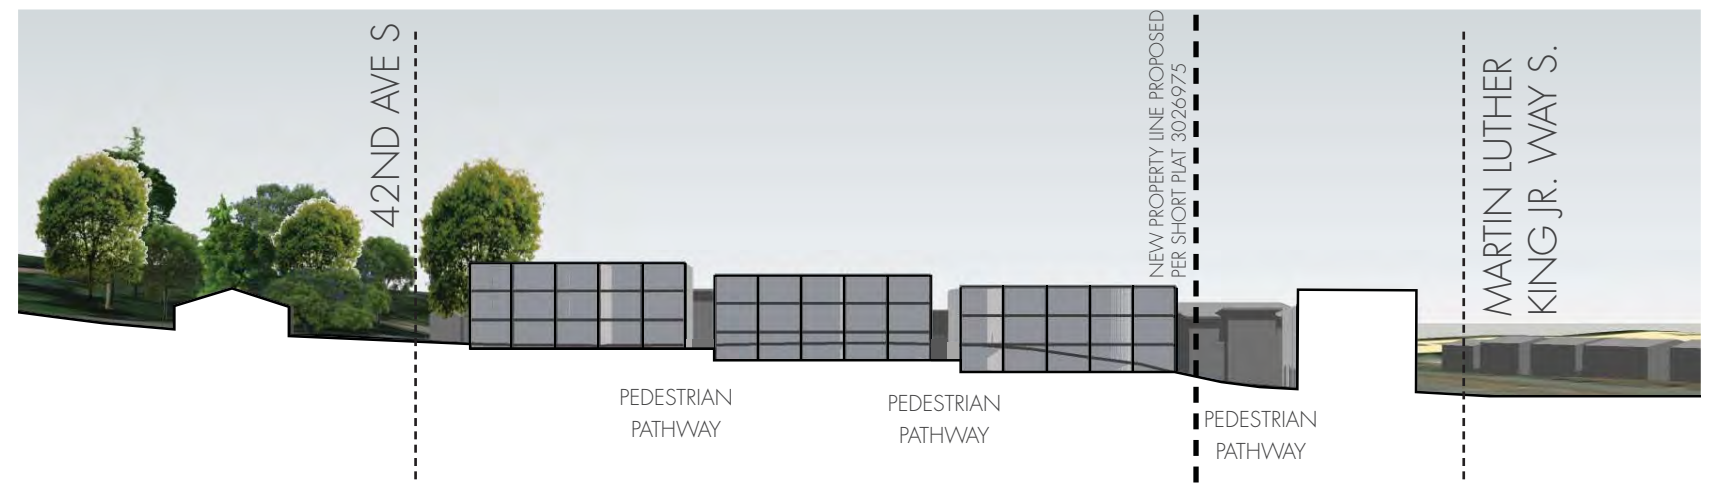 42ND AVE S
NEW PROPERTY LINE PROPOSED
PER SHORT PLAT 3026975
MARTIN LUTHER
KING JR. WAY S.
PEDESTRIAN
PATHWAY
PEDESTRIAN
PATHWAY
PEDESTRIAN
PATHWAY